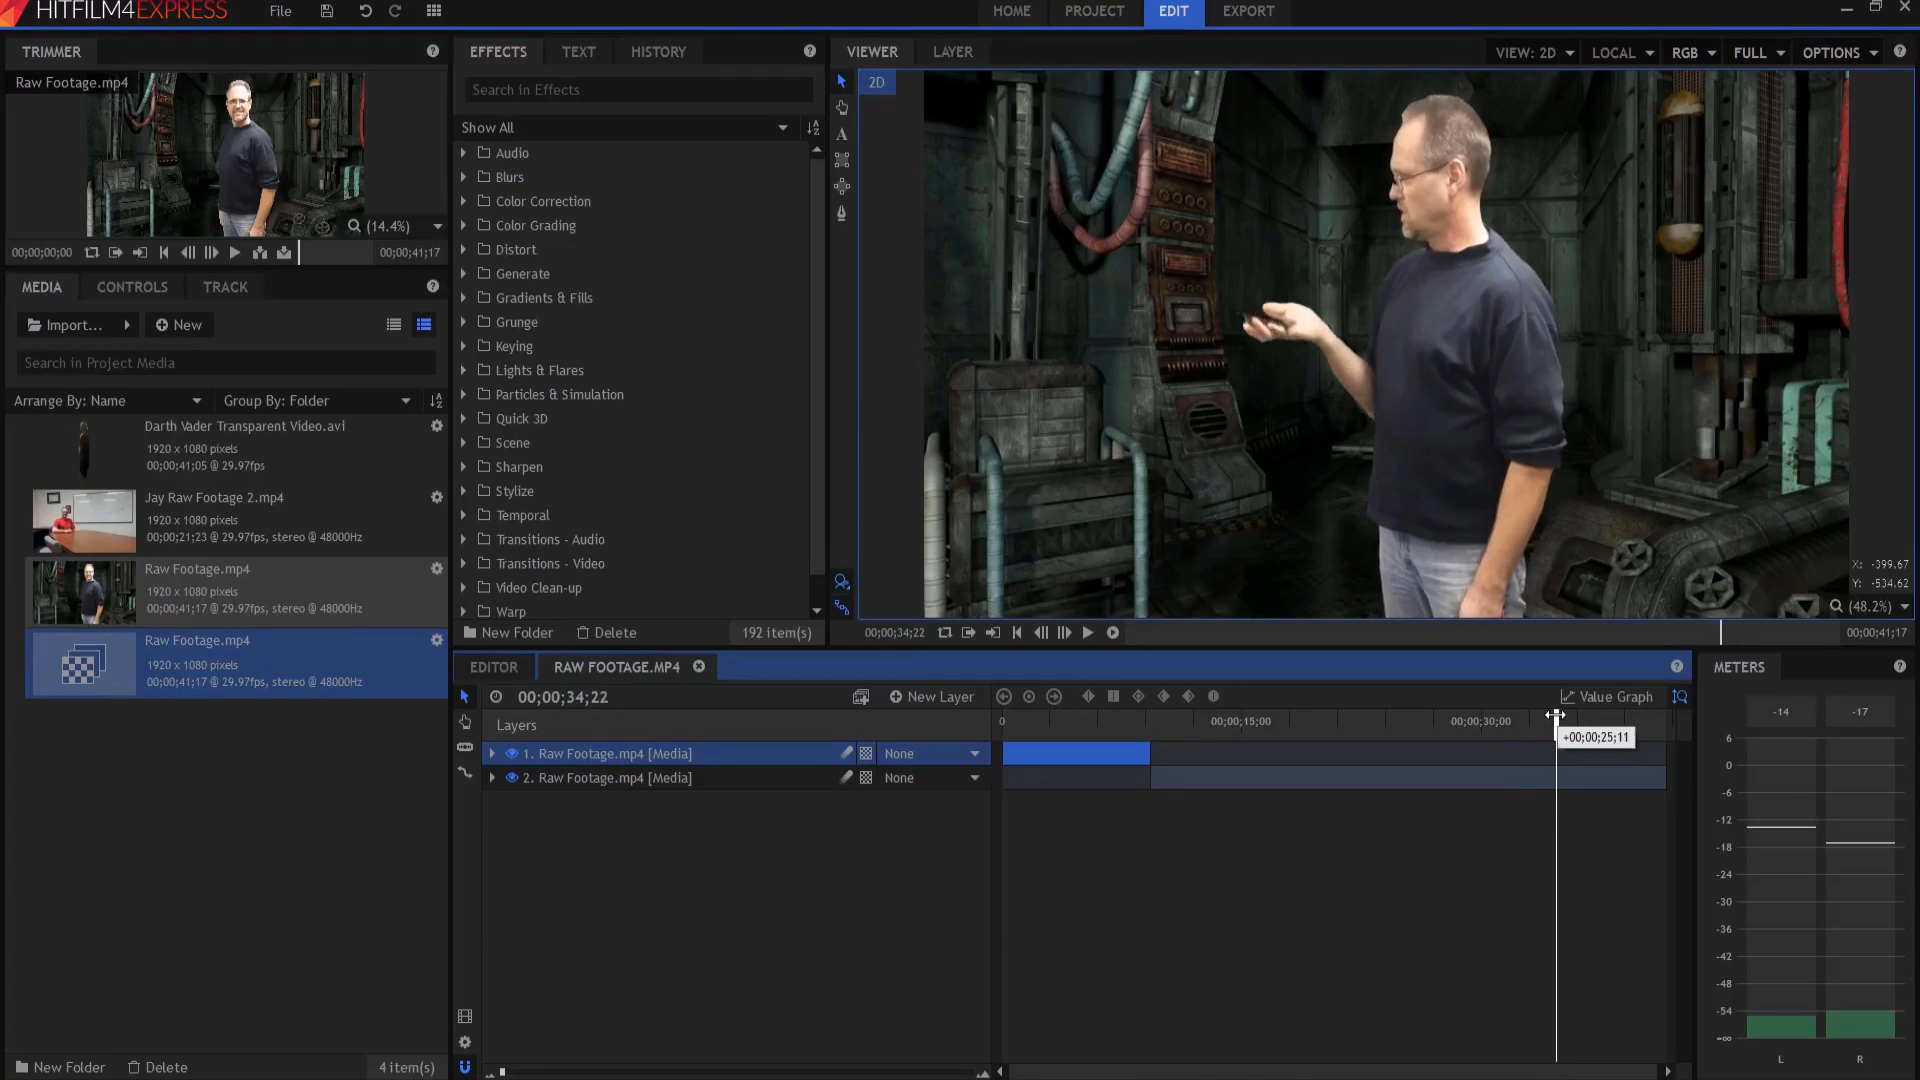 HITFILM4EXPRESS
File
HOME
PROJECT
EDIT
EXPORT
TRIMMER
Raw Footage.mp4
(14.4%)
00;00;00;00
00;00;41;17
MEDIA
CONTROLS
TRACK
Import...
New
Search in Project Media
Arrange By: Name
Group By: Folder
Darth Vader Transparent Video.avi
1920 x 1080 pixels
00;00;41;05 @ 29.97fps
Jay Raw Footage 2.mp4
1920 x 1080 pixels
00;00;21;23 @ 29.97fps, stereo @ 48000Hz
Raw Footage.mp4
1920 x 1080 pixels
00;00;41;17 @ 29.97fps, stereo @ 48000Hz
Raw Footage.mp4
1920 x 1080 pixels
00;00;41;17 @ 29.97fps, stereo @ 48000Hz
New Folder
Delete
4 item(s)
EFFECTS
TEXT
HISTORY
Search in Effects
Show All
Audio
Blurs
Color Correction
Color Grading
Distort
Generate
Gradients & Fills
Grunge
Keying
Lights & Flares
Particles & Simulation
Quick 3D
Scene
Sharpen
Stylize
Temporal
Transitions - Audio
Transitions - Video
Video Clean-up
Warp
New Folder
Delete
192 item(s)
VIEWER
LAYER
VIEW: 2D
LOCAL
RGB
FULL
OPTIONS
2D
X: -399.67
Y: -534.62
(48.2%)
00;00;34;22
00;00;41;17
EDITOR
RAW FOOTAGE.MP4
00;00;34;22
New Layer
Value Graph
Layers
0
00;00;15;00
00;00;30;00
+00;00;25;11
1. Raw Footage.mp4 [Media]
None
2. Raw Footage.mp4 [Media]
None
METERS
-14
-17
6
0
-6
-12
-18
-24
-30
-36
-42
-48
-54
-∞
L
R